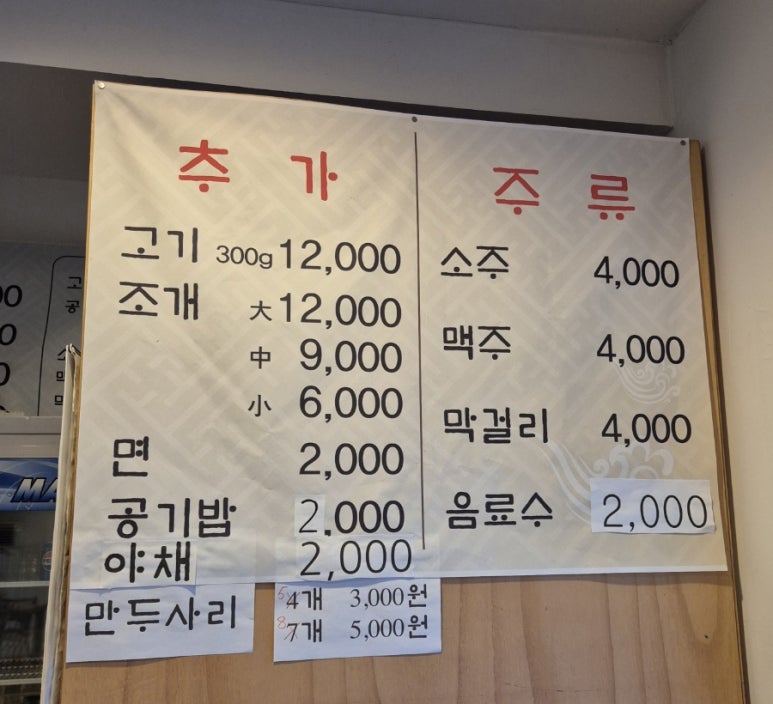 추 가
고기 300g 12,000
조개 大 12,000
中 9,000
小 6,000
면 2,000
공기밥 2,000
야채 2,000
만두사리 4개 3,000원
7개 5,000원
주 류
소주 4,000
맥주 4,000
막걸리 4,000
음료수 2,000